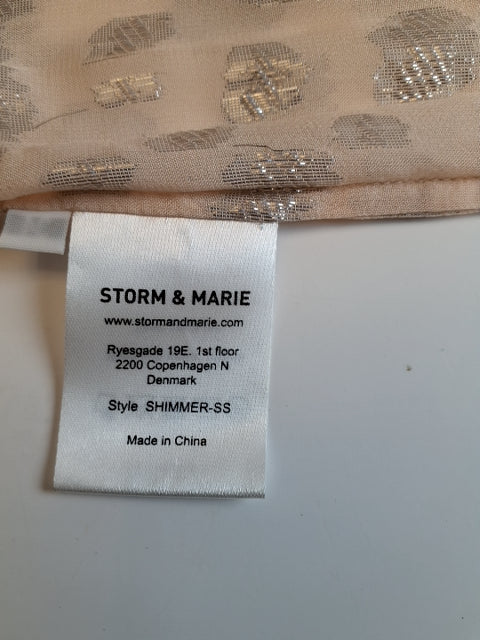 STORM & MARIE
www.stormandmarie.com
Ryesgade 19E. 1st floor
2200 Copenhagen N
Denmark
Style SHIMMER-SS
Made in China